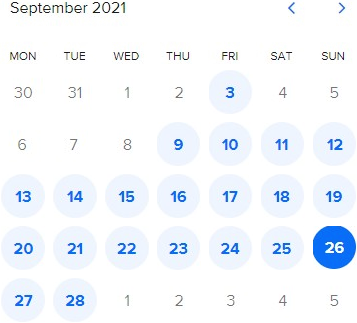 September 2021
MON TUE WED THU FRI SAT SUN
30 31 1 2 3 4 5
6 7 8 9 10 11 12
13 14 15 16 17 18 19
20 21 22 23 24 25 26
27 28 1 2 3 4 5